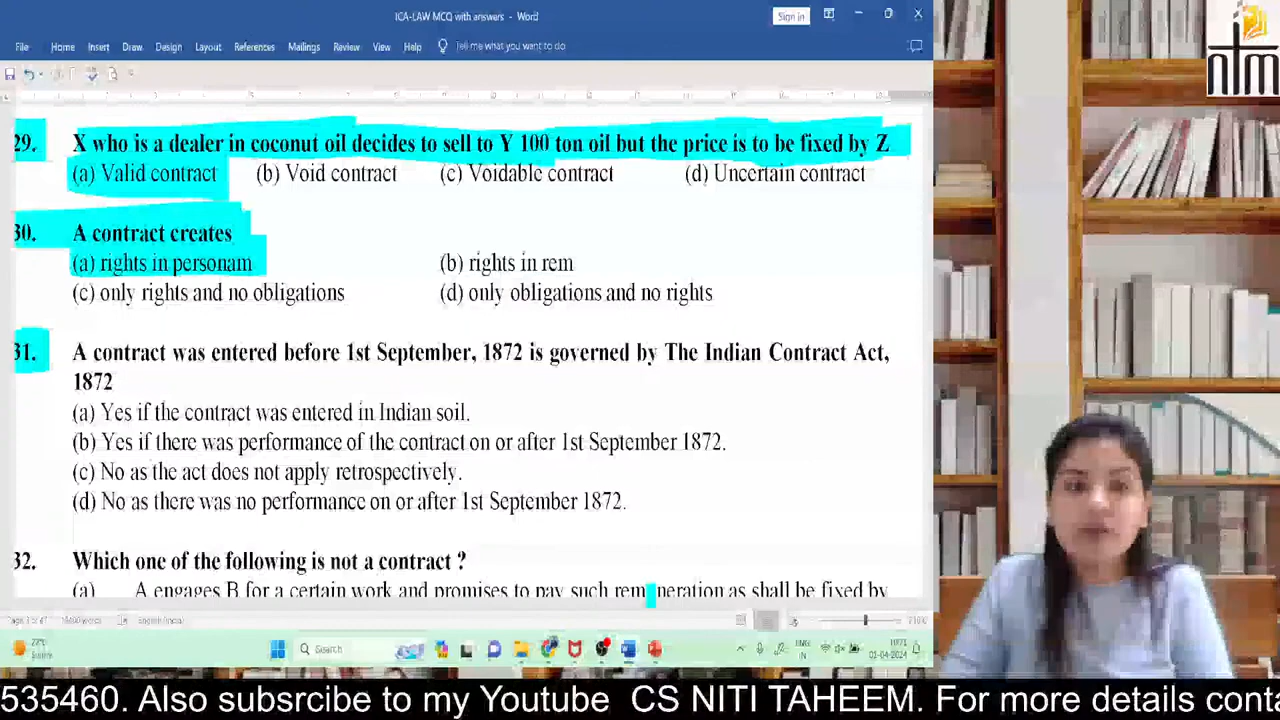 ICA-LAW MCQ with answers - Word
Sign in
File Home Insert Draw Design Layout References Mailings Review View Help Tell me what you want to do
ntm
29. X who is a dealer in coconut oil decides to sell to Y 100 ton oil but the price is to be fixed by Z
(a) Valid contract (b) Void contract (c) Voidable contract (d) Uncertain contract
30. A contract creates
(a) rights in personam (b) rights in rem
(c) only rights and no obligations (d) only obligations and no rights
31. A contract was entered before 1st September, 1872 is governed by The Indian Contract Act,
1872
(a) Yes if the contract was entered in Indian soil.
(b) Yes if there was performance of the contract on or after 1st September 1872.
(c) No as the act does not apply retrospectively.
(d) No as there was no performance on or after 1st September 1872.
32. Which one of the following is not a contract ?
(a) A engages B for a certain work and promises to pay such remuneration as shall be fixed by
English (India)
22°C
Search
ENG
IN
01-04-2024
535460. Also subsrcibe to my Youtube CS NITI TAHEEM. For more details conta